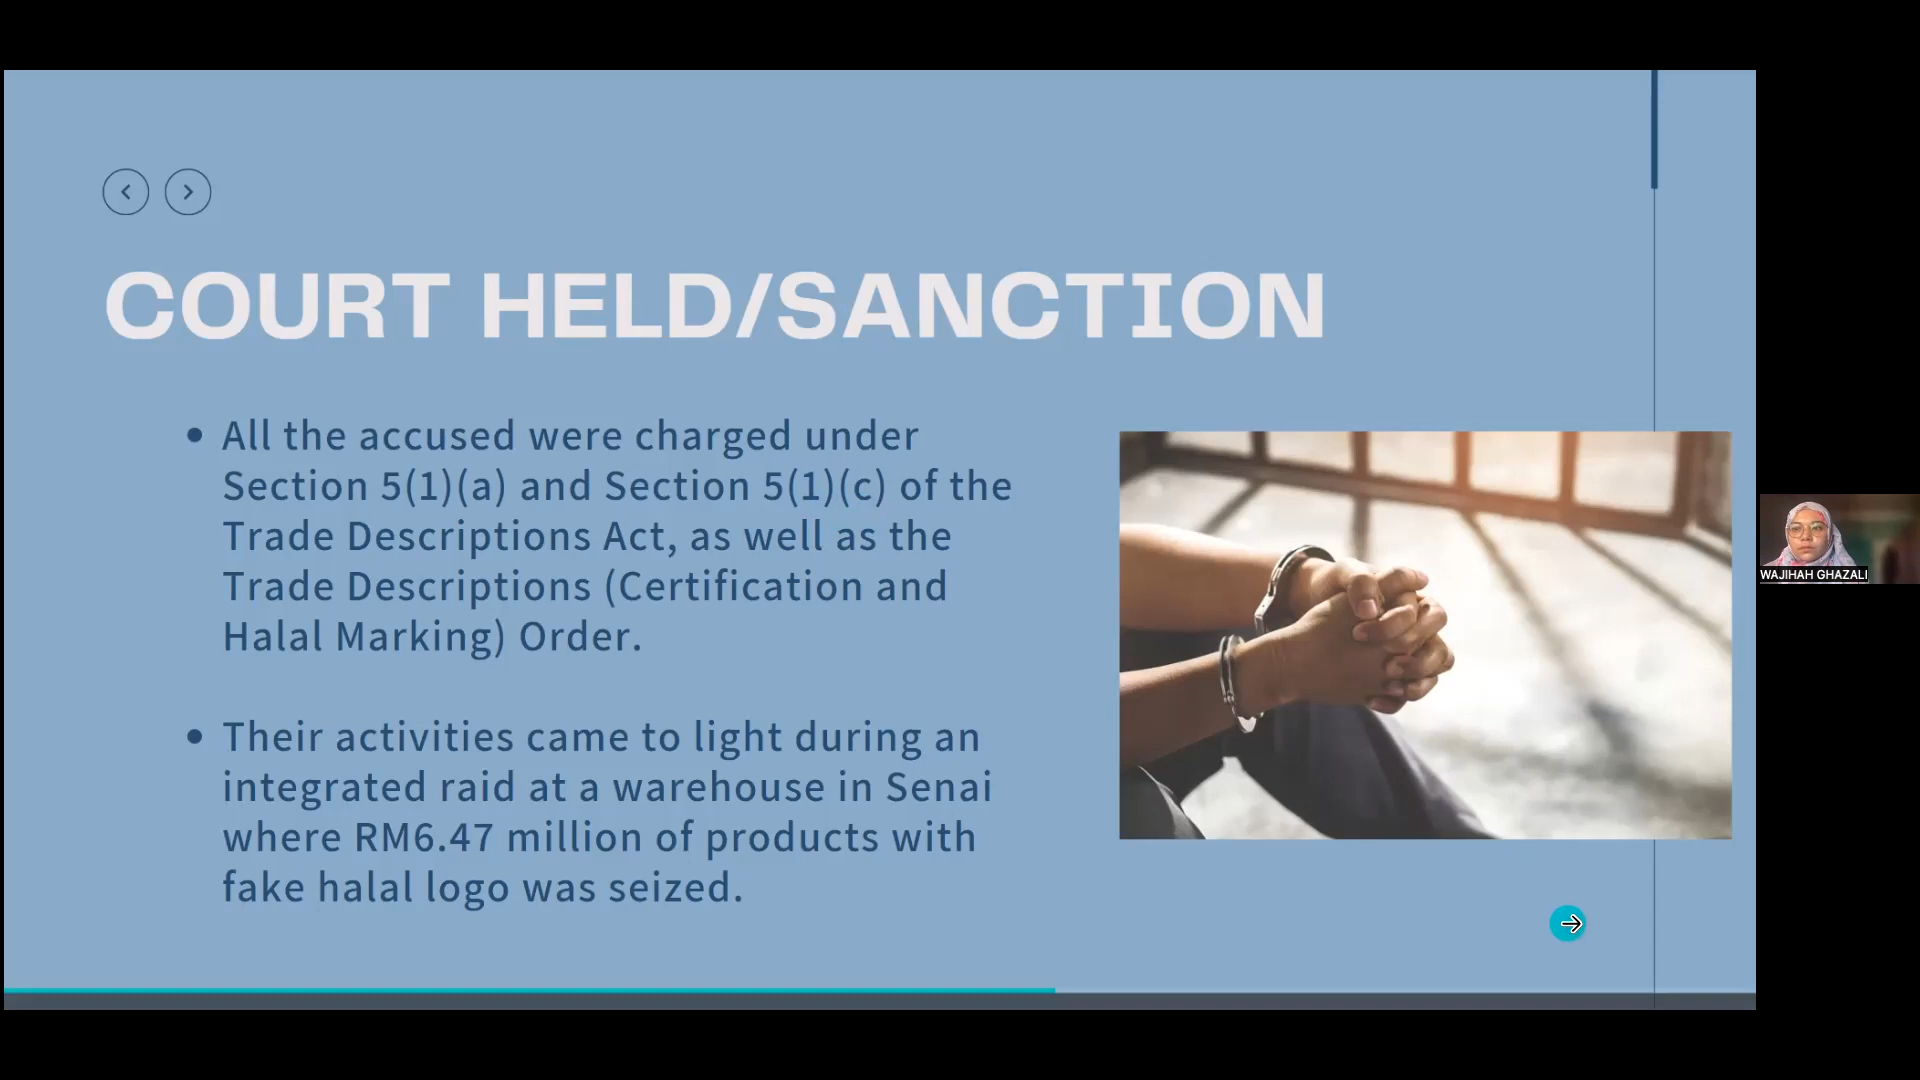 COURT HELD/SANCTION
• All the accused were charged under
Section 5(1)(a) and Section 5(1)(c) of the
Trade Descriptions Act, as well as the
Trade Descriptions (Certification and
Halal Marking) Order.
• Their activities came to light during an
integrated raid at a warehouse in Senai
where RM6.47 million of products with
fake halal logo was seized.
WAJIHAH GHAZALI